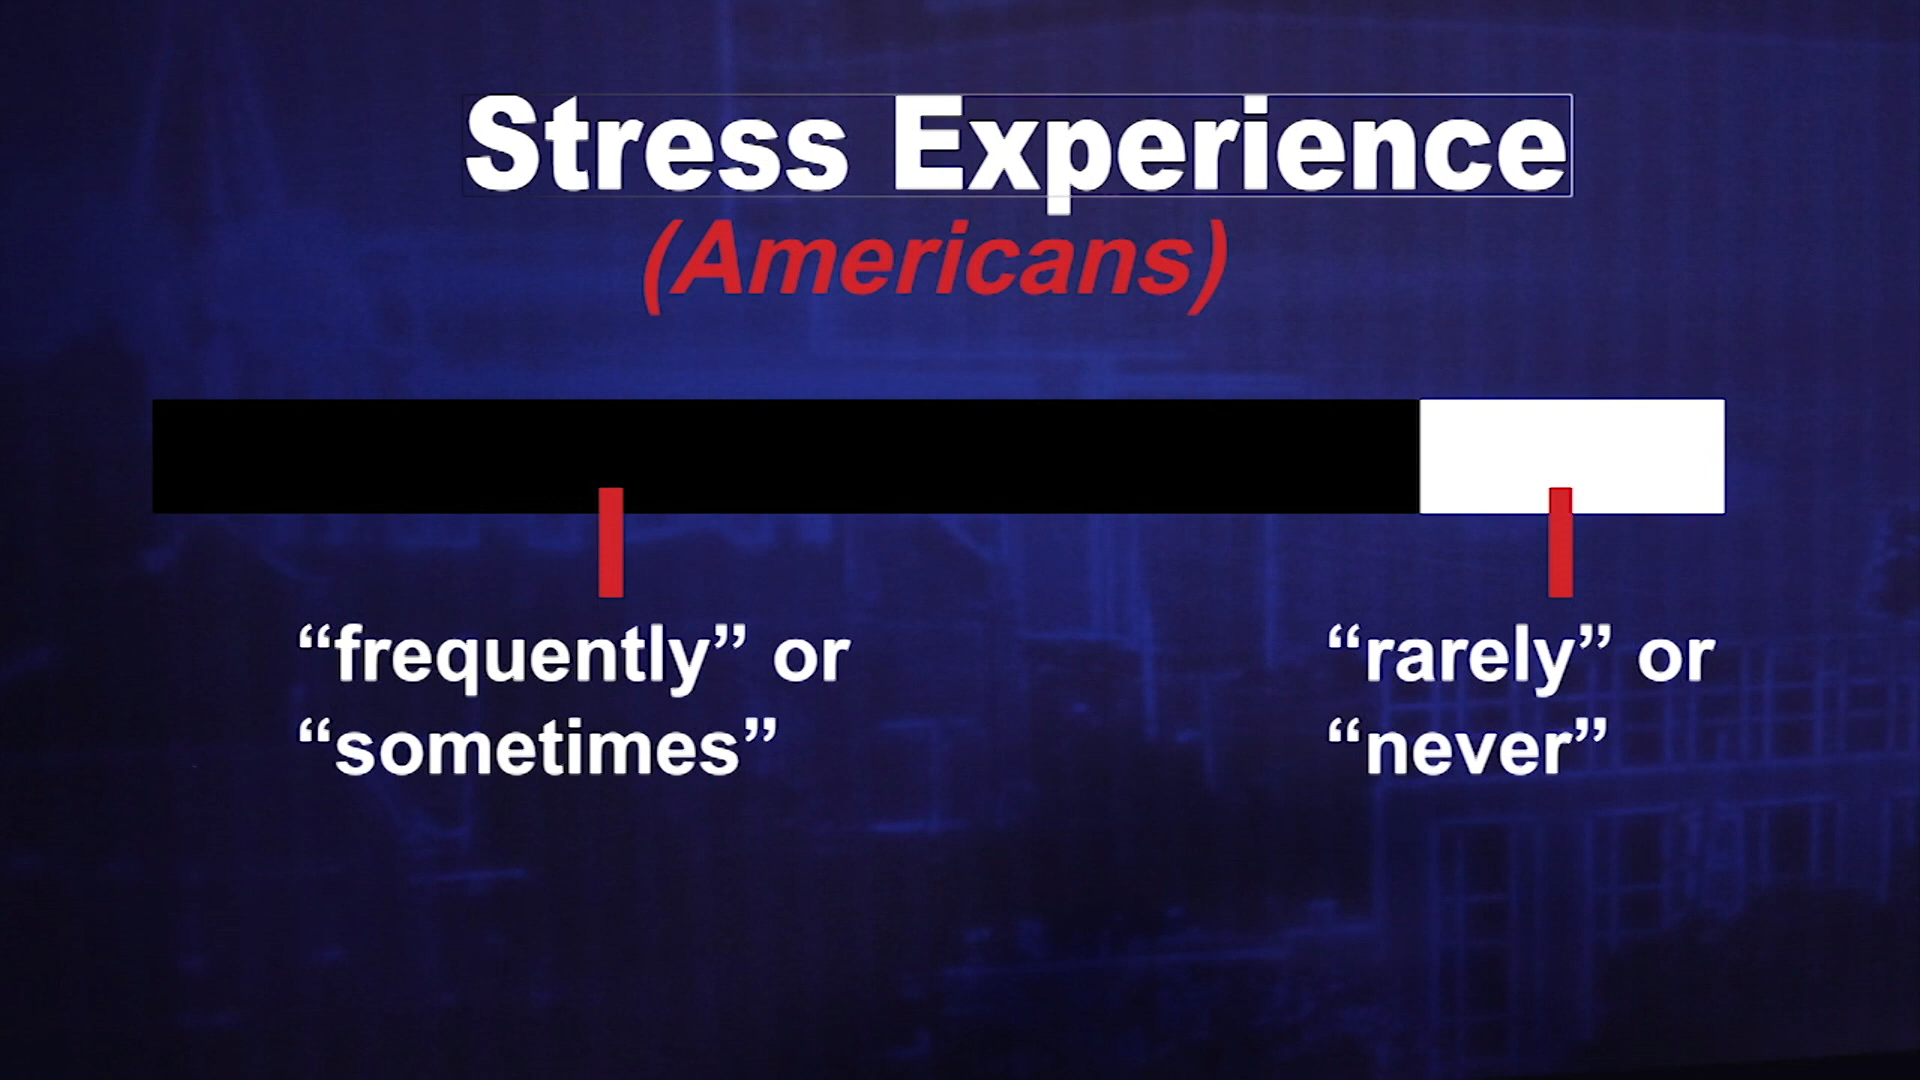 Stress Experience
(Americans)
“frequently” or
“sometimes”
“rarely” or
“never”